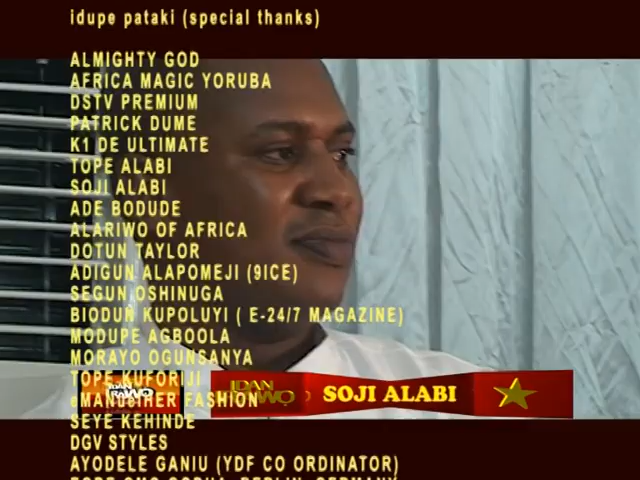 idupe pataki (special thanks)
ALMIGHTY GOD
AFRICA MAGIC YORUBA
DSTV PREMIUM
PATRICK DUME
K1 DE ULTIMATE
TOPE ALABI
SOJI ALABI
ADE BODUDE
ALARIWO OF AFRICA
DOTUN TAYLOR
ADIGUN ALAPOMEJI (9ICE)
SEGUN OSHINUGA
BIODUN KUPOLUYI ( E-24/7 MAGAZINE)
MODUPE AGBOOLA
MORAYO OGUNSANYA
TOPE KUFORIJI
IDAN
SOJI ALABI
FASHION
SEYE KEHINDE
DGV STYLES
AYODELE GANIU (YDF CO ORDINATOR)